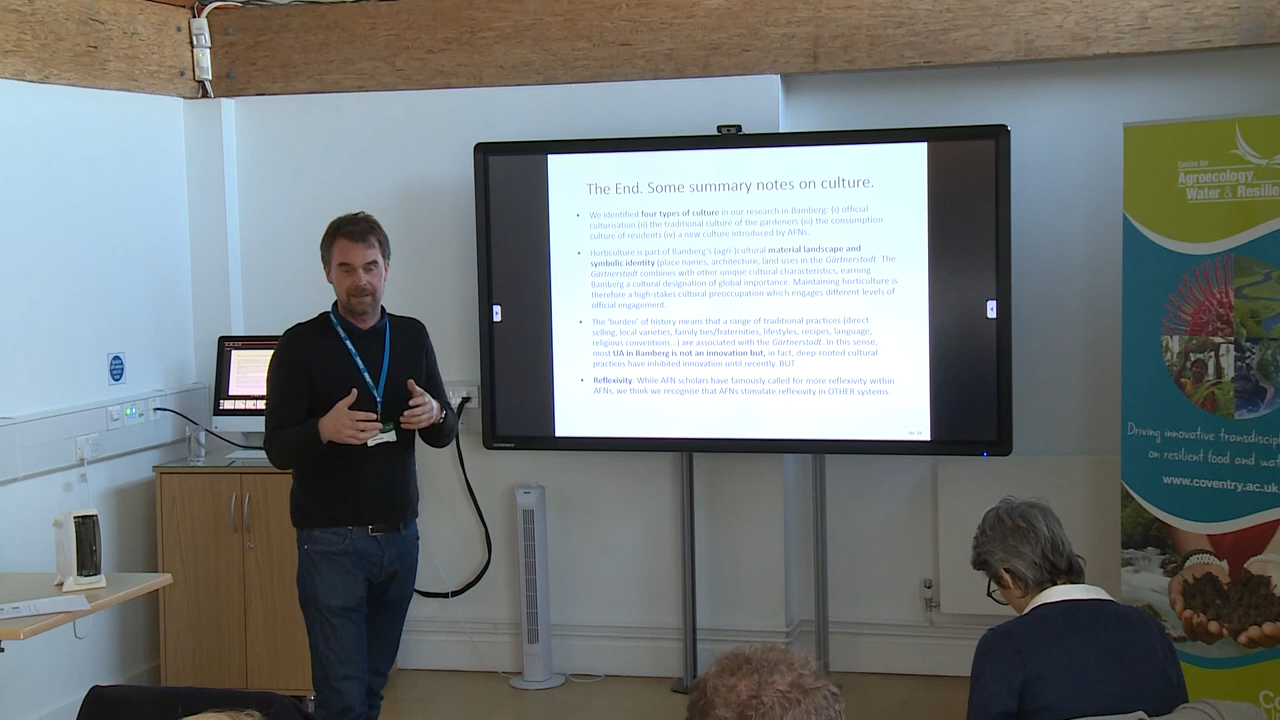 The End. Some summary notes on culture.
• We identified four types of culture in our research in Bamberg: (i) official
culturisation (ii) the traditional culture of the gardeners (iii) the consumption
culture of residents (iv) a new culture introduced by AFNs.
• Horticulture is part of Bamberg's (agri-)cultural material landscape and
symbolic identity (place names, architecture, land uses in the Gärtnerstadt. The
Gärtnerstadt combines with other unique cultural characteristics, earning
Bamberg a cultural designation of global importance. Maintaining horticulture is
therefore a high-stakes cultural preoccupation which engages different levels of
official engagement.
• The 'burden' of history means that a range of traditional practices (direct
selling, local varieties, family ties/fraternities, lifestyles, recipes, language,
religious conventions…) are associated with the Gärtnerstadt. In this sense,
most UA in Bamberg is not an innovation but, in fact, deep-rooted cultural
practices have inhibited innovation until recently. BUT …
• Reflexivity: While AFN scholars have famously called for more reflexivity within
AFNs, we think we recognise that AFNs stimulate reflexivity in OTHER systems.
Centre for
Agroecology
Water & Resilie
Driving innovative transdiscip
on resilient food and wat
www.coventry.ac.uk